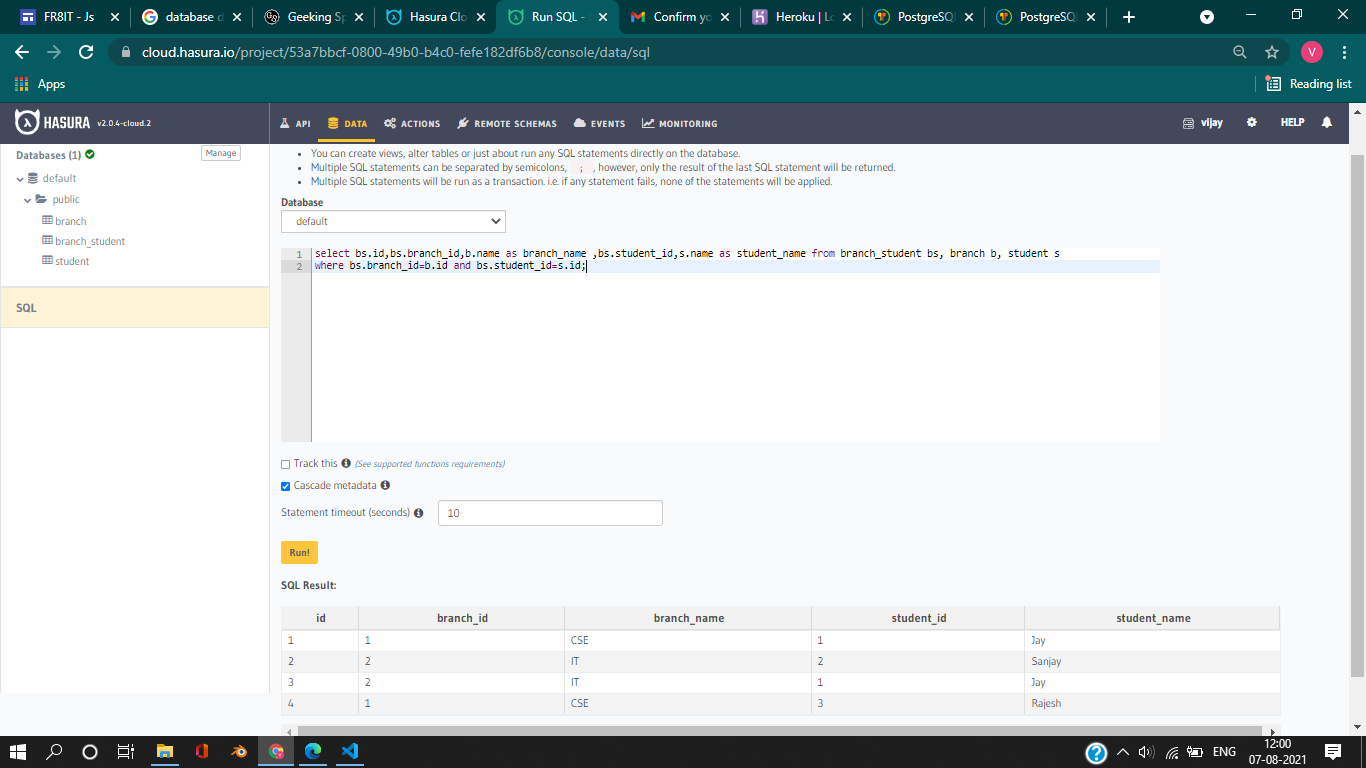 FR8IT - Js
database d
Geeking Sp
Hasura Clo
Run SQL -
Confirm yo
Heroku | Lo
PostgreSQ
PostgreSQ
cloud.hasura.io/project/53a7bbcf-0800-49b0-b4c0-fefe182df6b8/console/data/sql
V
Apps
Reading list
HASURA v2.0.4-cloud.2
API
DATA
ACTIONS
REMOTE SCHEMAS
EVENTS
MONITORING
vijay
HELP
Databases (1)
Manage
default
public
branch
branch_student
student
SQL
You can create views, alter tables or just about run any SQL statements directly on the database.
Multiple SQL statements can be separated by semicolons, ; , however, only the result of the last SQL statement will be returned.
Multiple SQL statements will be run as a transaction. i.e. if any statement fails, none of the statements will be applied.
Database
default
1 select bs.id,bs.branch_id,b.name as branch_name ,bs.student_id,s.name as student_name from branch_student bs, branch b, student s
2 where bs.branch_id=b.id and bs.student_id=s.id;
Track this (See supported functions requirements)
Cascade metadata
Statement timeout (seconds) 10
Run!
SQL Result:
id branch_id branch_name student_id student_name
1 1 CSE 1 Jay
2 2 IT 2 Sanjay
3 2 IT 1 Jay
4 1 CSE 3 Rajesh
ENG
12:00
07-08-2021